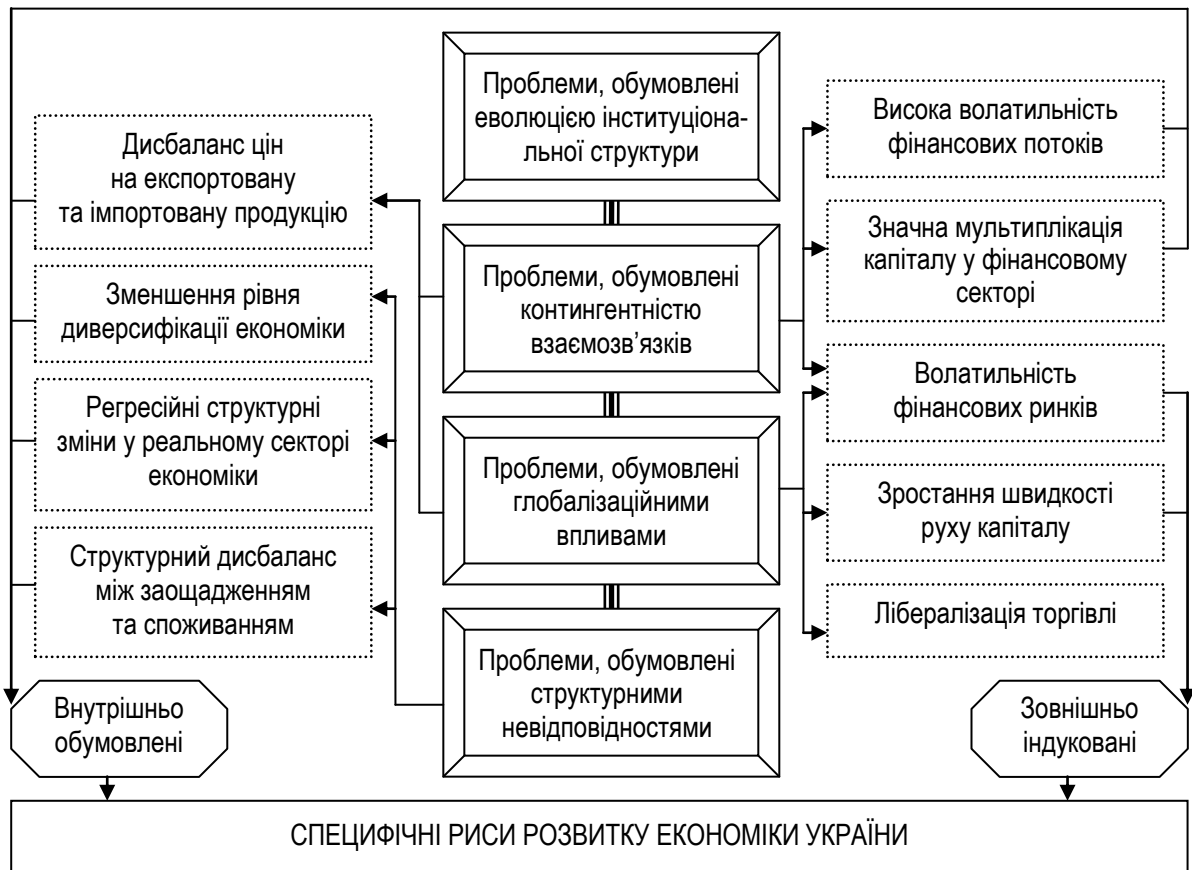 Проблеми, обумовлені
еволюцією інституціона-
льної структури
Дисбаланс цін
на експортовану
та імпортовану продукцію
Висока волатильність
фінансових потоків
Зменшення рівня
диверсифікації економіки
Проблеми, обумовлені
контингентністю
взаємозв’язків
Значна мультиплікація
капіталу у фінансовому
секторі
Регресійні структурні
зміни у реальному секторі
економіки
Волатильність
фінансових ринків
Проблеми, обумовлені
глобалізаційними
впливами
Зростання швидкості
руху капіталу
Структурний дисбаланс
між заощадженням
та споживанням
Лібералізація торгівлі
Проблеми, обумовлені
структурними
невідповідностями
Внутрішньо
обумовлені
Зовнішньо
індуковані
СПЕЦИФІЧНІ РИСИ РОЗВИТКУ ЕКОНОМІКИ УКРАЇНИ